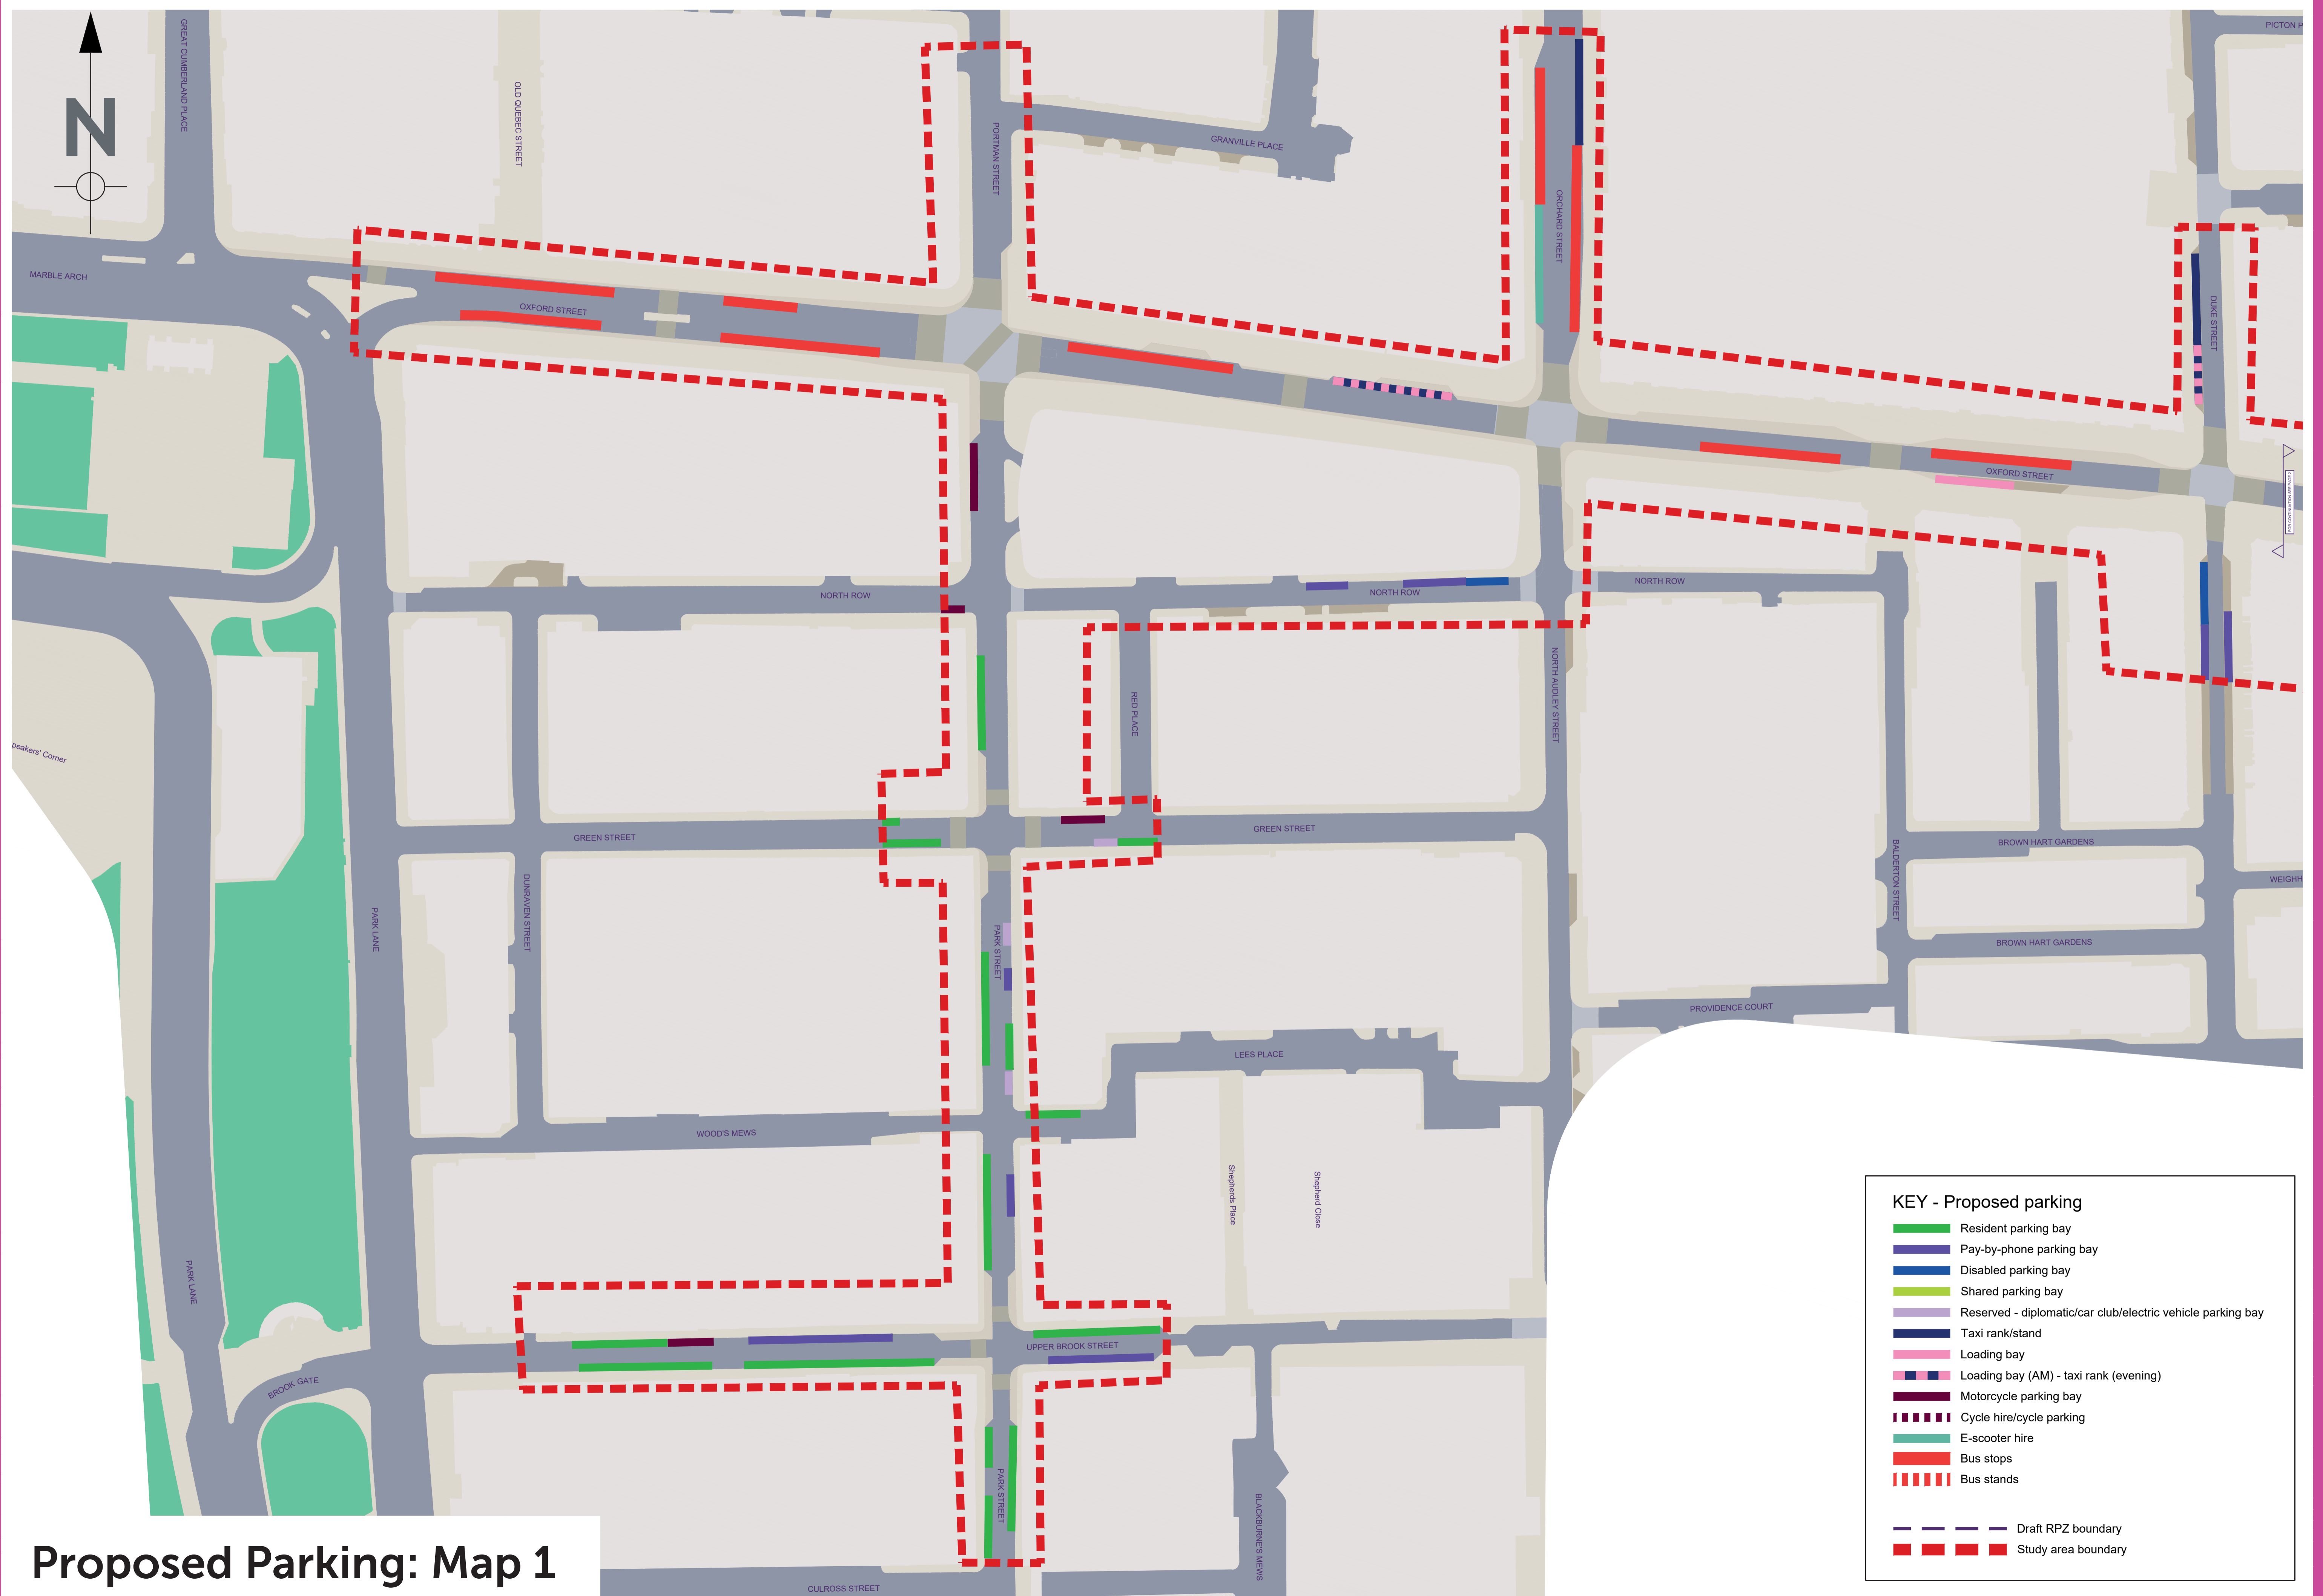 GREAT CUMBERLAND PLACE
OLD QUEBEC STREET
PORTMAN STREET
GRANVILLE PLACE
ORCHARD STREET
DUKE STREET
N
MARBLE ARCH
OXFORD STREET
OXFORD STREET
NORTH ROW
NORTH ROW
NORTH ROW
RED PLACE
NORTH AUDLEY STREET
GREEN STREET
GREEN STREET
DUNRAVEN STREET
PARK LANE
PARK STREET
BALDERTON STREET
BROWN HART GARDENS
BROWN HART GARDENS
PROVIDENCE COURT
LEES PLACE
WOOD'S MEWS
Shepherds Place
Shepherd Close
PARK LANE
UPPER BROOK STREET
BROOK GATE
PARK STREET
BLACKBURNE'S MEWS
CULROSS STREET
KEY - Proposed parking
Resident parking bay
Pay-by-phone parking bay
Disabled parking bay
Shared parking bay
Reserved - diplomatic/car club/electric vehicle parking bay
Taxi rank/stand
Loading bay
Loading bay (AM) - taxi rank (evening)
Motorcycle parking bay
Cycle hire/cycle parking
E-scooter hire
Bus stops
Bus stands
Draft RPZ boundary
Study area boundary
Proposed Parking: Map 1